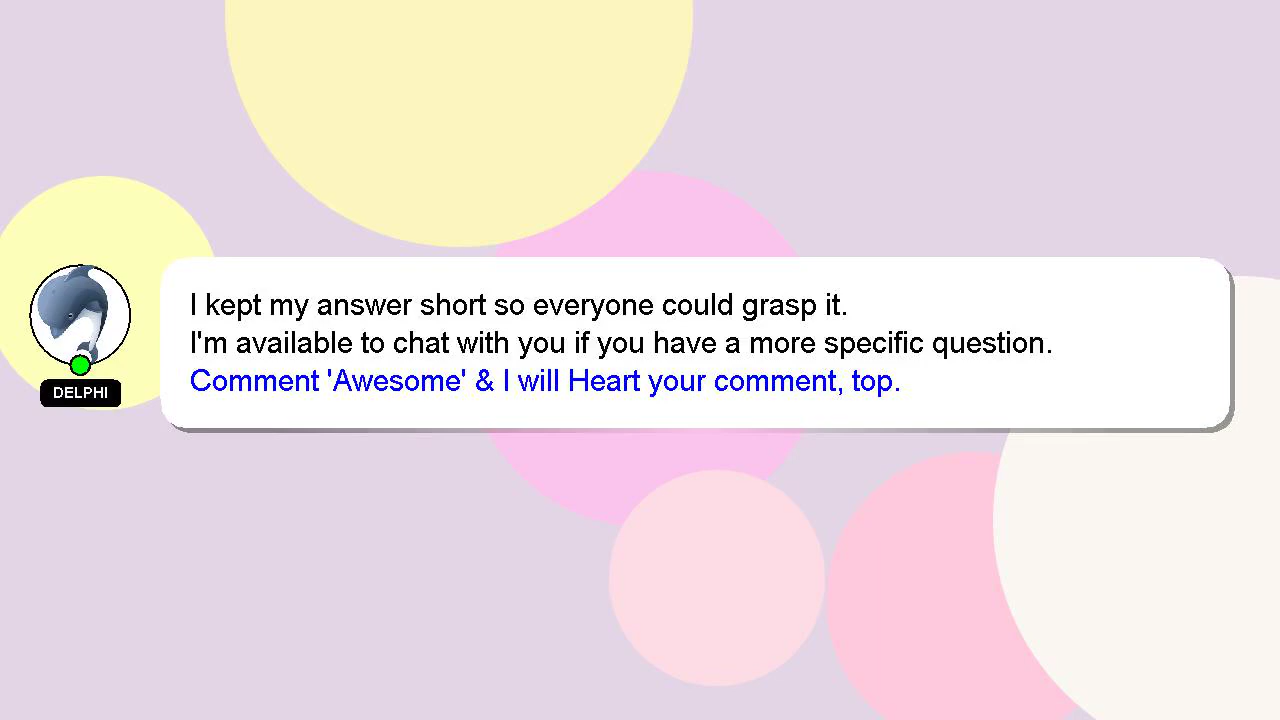 I kept my answer short so everyone could grasp it.
I'm available to chat with you if you have a more specific question.
Comment 'Awesome' & I will Heart your comment, top.
DELPHI